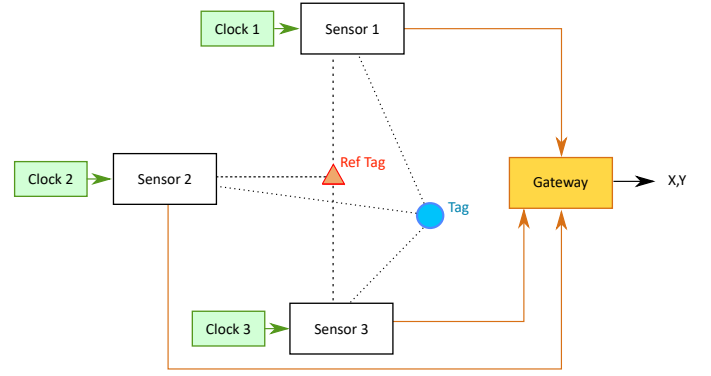 Clock 1
Sensor 1
Ref Tag
Clock 2
Sensor 2
Gateway
X,Y
Tag
Clock 3
Sensor 3